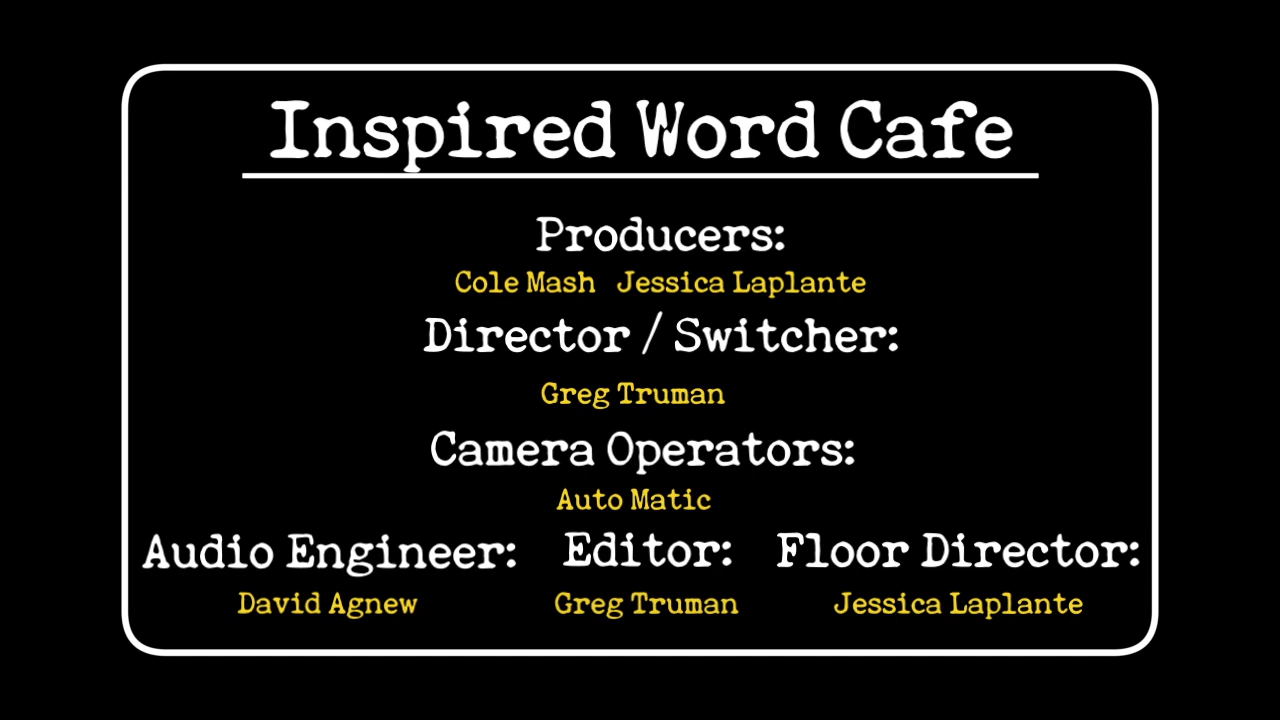 Inspired Word Cafe
Producers:
Cole Mash Jessica Laplante
Director / Switcher:
Greg Truman
Camera Operators:
Auto Matic
Audio Engineer: Editor: Floor Director:
David Agnew Greg Truman Jessica Laplante